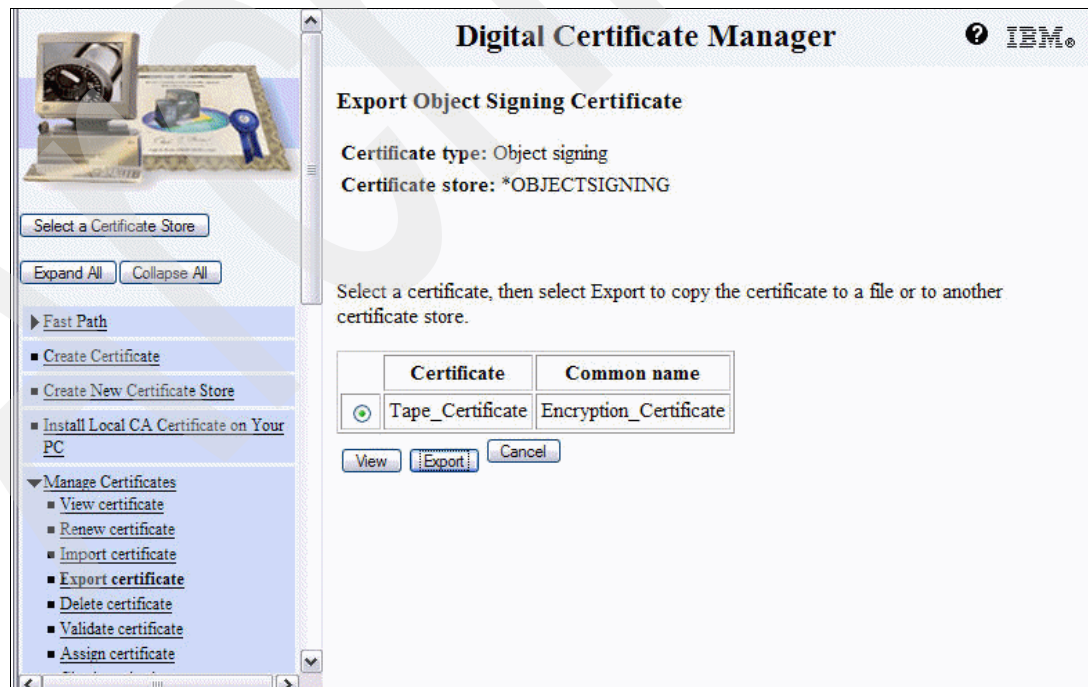 Digital Certificate Manager
IBM®
Export Object Signing Certificate
Certificate type: Object signing
Certificate store: *OBJECTSIGNING
Select a Certificate Store
Expand All Collapse All
Fast Path
Create Certificate
Create New Certificate Store
Install Local CA Certificate on Your
PC
Manage Certificates
View certificate
Renew certificate
Import certificate
Export certificate
Delete certificate
Validate certificate
Assign certificate
Select a certificate, then select Export to copy the certificate to a file or to another
certificate store.
Certificate Common name
Tape_Certificate Encryption_Certificate
View Export Cancel